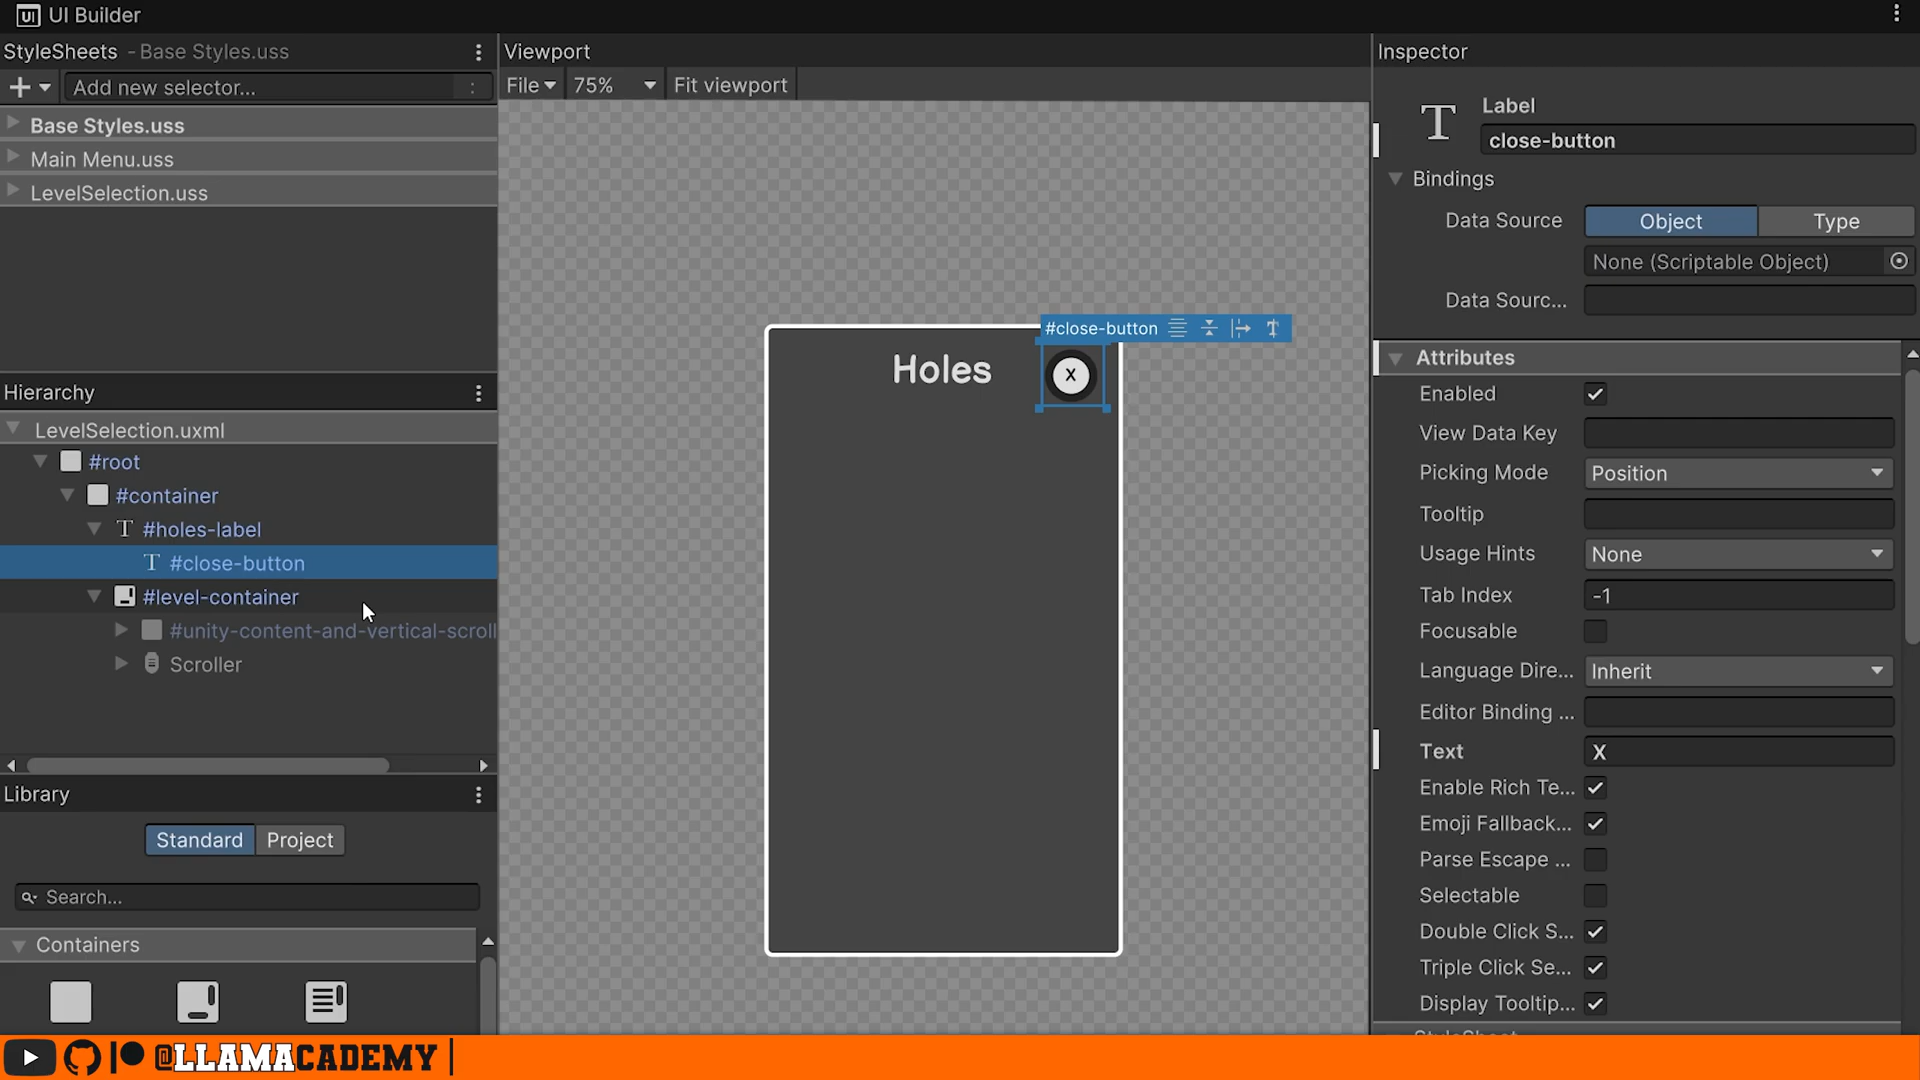 UI Builder
StyleSheets - Base Styles.uss
Add new selector...
Base Styles.uss
Main Menu.uss
LevelSelection.uss
Hierarchy
LevelSelection.uxml
#root
#container
#holes-label
#close-button
#level-container
#unity-content-and-vertical-scroll
Scroller
Library
Standard Project
Search...
Containers
Viewport
File 75% Fit viewport
#close-button
Holes X
Inspector
Label
close-button
Bindings
Data Source Object Type
None (Scriptable Object)
Data Sourc...
Attributes
Enabled
View Data Key
Picking Mode Position
Tooltip
Usage Hints None
Tab Index -1
Focusable
Language Dire... Inherit
Editor Binding ...
Text X
Enable Rich Te...
Emoji Fallback...
Parse Escape ...
Selectable
Double Click S...
Triple Click Se...
Display Tooltip...
@LLAMACADEMY